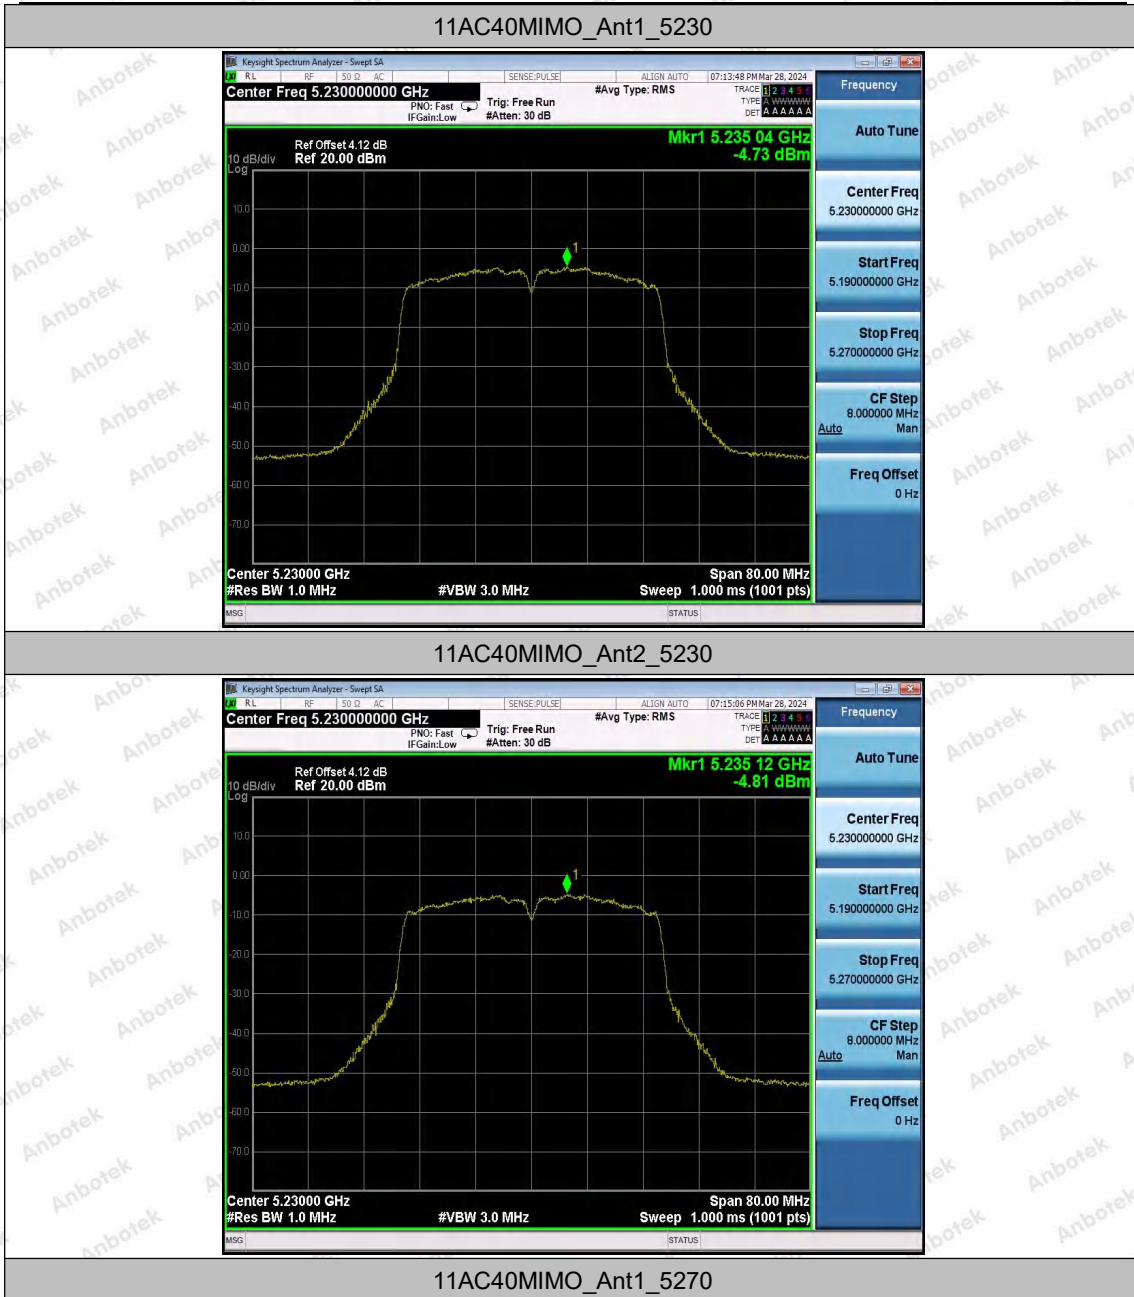 11AC40MIMO_Ant1_5230
Keysight Spectrum Analyzer - Swept SA
RL RF 50 Ω AC SENSE:PULSE ALIGN AUTO 07:13:48 PM Mar 28, 2024
Center Freq 5.230000000 GHz
#Avg Type: RMS
TRACE 1 2 3 4 5 6
PNO: Fast
Trig: Free Run
TYPE A WWWWW
IFGain:Low
#Atten: 30 dB
DET A A A A A A
Mkr1 5.235 04 GHz
-4.73 dBm
Ref Offset 4.12 dB
10 dB/div Ref 20.00 dBm
Log
10.0
0.00
-10.0
-20.0
-30.0
-40.0
-50.0
-60.0
-70.0
1
Center 5.23000 GHz Span 80.00 MHz
#Res BW 1.0 MHz #VBW 3.0 MHz Sweep 1.000 ms (1001 pts)
MSG STATUS
Frequency
Auto Tune
Center Freq
5.230000000 GHz
Start Freq
5.190000000 GHz
Stop Freq
5.270000000 GHz
CF Step
8.000000 MHz
Auto Man
Freq Offset
0 Hz
11AC40MIMO_Ant2_5230
Keysight Spectrum Analyzer - Swept SA
RL RF 50 Ω AC SENSE:PULSE ALIGN AUTO 07:15:06 PM Mar 28, 2024
Center Freq 5.230000000 GHz
#Avg Type: RMS
TRACE 1 2 3 4 5 6
PNO: Fast
Trig: Free Run
TYPE A WWWWW
IFGain:Low
#Atten: 30 dB
DET A A A A A A
Mkr1 5.235 12 GHz
-4.81 dBm
Ref Offset 4.12 dB
10 dB/div Ref 20.00 dBm
Log
10.0
0.00
-10.0
-20.0
-30.0
-40.0
-50.0
-60.0
-70.0
1
Center 5.23000 GHz Span 80.00 MHz
#Res BW 1.0 MHz #VBW 3.0 MHz Sweep 1.000 ms (1001 pts)
MSG STATUS
Frequency
Auto Tune
Center Freq
5.230000000 GHz
Start Freq
5.190000000 GHz
Stop Freq
5.270000000 GHz
CF Step
8.000000 MHz
Auto Man
Freq Offset
0 Hz
11AC40MIMO_Ant1_5270
Anbotek